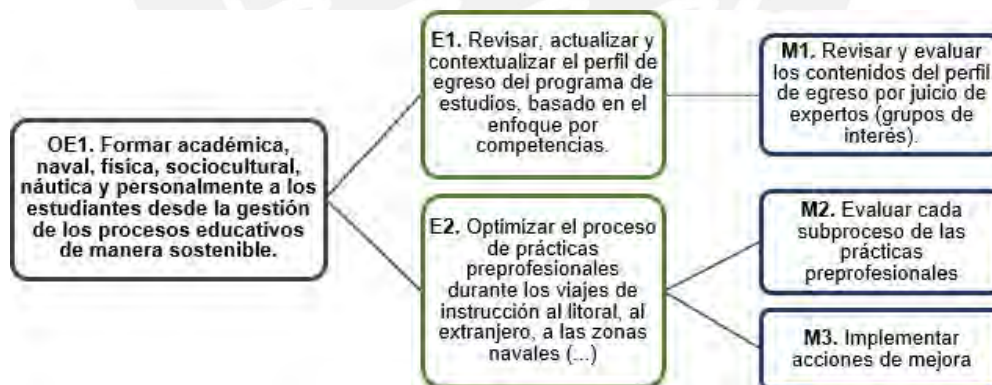 OE1. Formar académica,
naval, física, sociocultural,
náutica y personalmente a los
estudiantes desde la gestión
de los procesos educativos
de manera sostenible.
E1. Revisar, actualizar y
contextualizar el perfil de
egreso del programa de
estudios, basado en el
enfoque por
competencias.
E2. Optimizar el proceso
de prácticas
preprofesionales
durante los viajes de
instrucción al litoral, al
extranjero, a las zonas
navales (...)
M1. Revisar y evaluar
los contenidos del perfil
de egreso por juicio de
expertos (grupos de
interés).
M2. Evaluar cada
subproceso de las
prácticas
preprofesionales
M3. Implementar
acciones de mejora